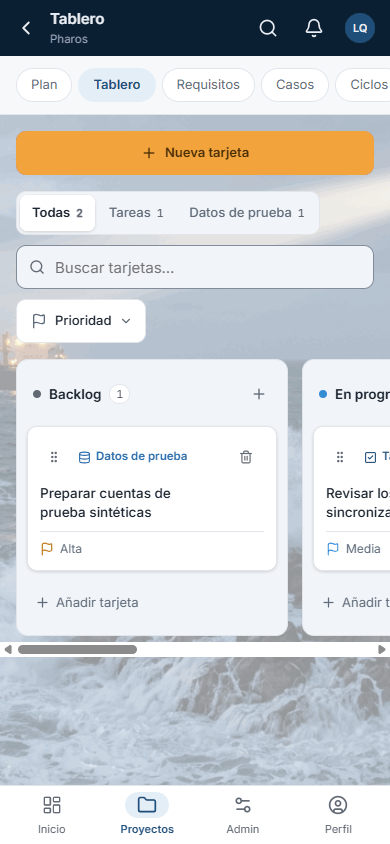 Tablero
Pharos
LQ
Plan
Tablero
Requisitos
Casos
Ciclos
Nueva tarjeta
Todas 2
Tareas 1
Datos de prueba 1
Buscar tarjetas...
Prioridad
Backlog 1
En progr
Datos de prueba
Ta
Preparar cuentas de
prueba sintéticas
Revisar los
sincroniza
Alta
Media
Añadir tarjeta
Añadir t
Inicio
Proyectos
Admin
Perfil